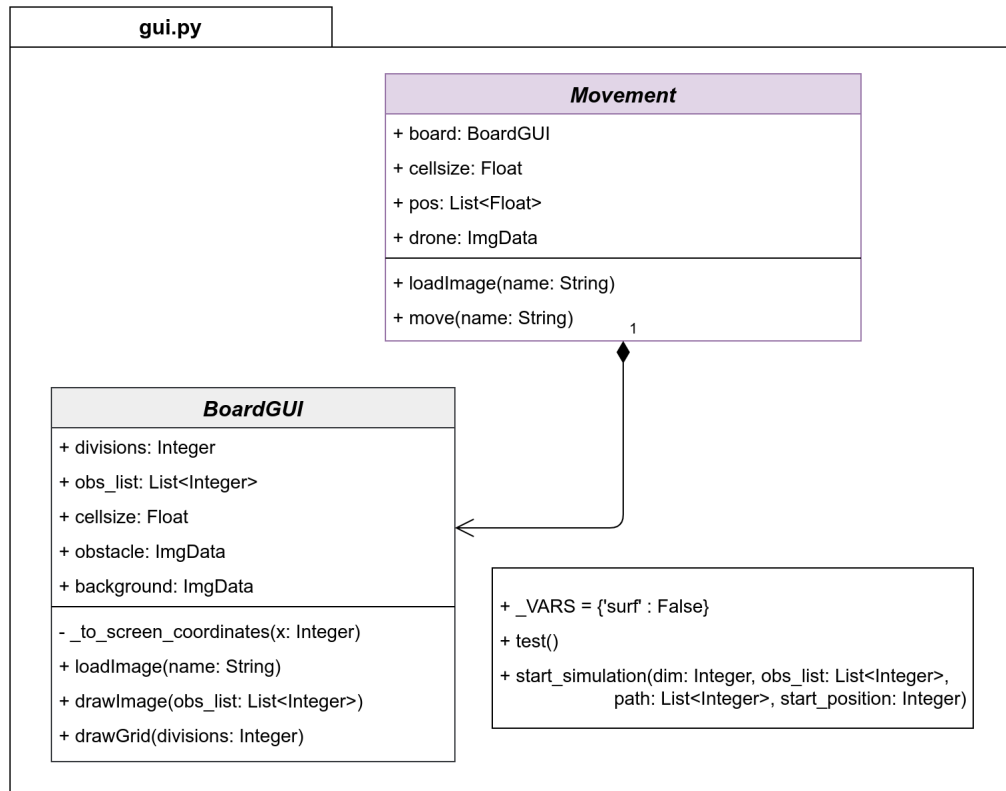 gui.py
Movement
+ board: BoardGUI
+ cellsize: Float
+ pos: List<Float>
+ drone: ImgData
+ loadImage(name: String)
+ move(name: String)
1
BoardGUI
+ divisions: Integer
+ obs_list: List<Integer>
+ cellsize: Float
+ obstacle: ImgData
+ background: ImgData
- _to_screen_coordinates(x: Integer)
+ loadImage(name: String)
+ drawImage(obs_list: List<Integer>)
+ drawGrid(divisions: Integer)
+ _VARS = {'surf' : False}
+ test()
+ start_simulation(dim: Integer, obs_list: List<Integer>,
path: List<Integer>, start_position: Integer)